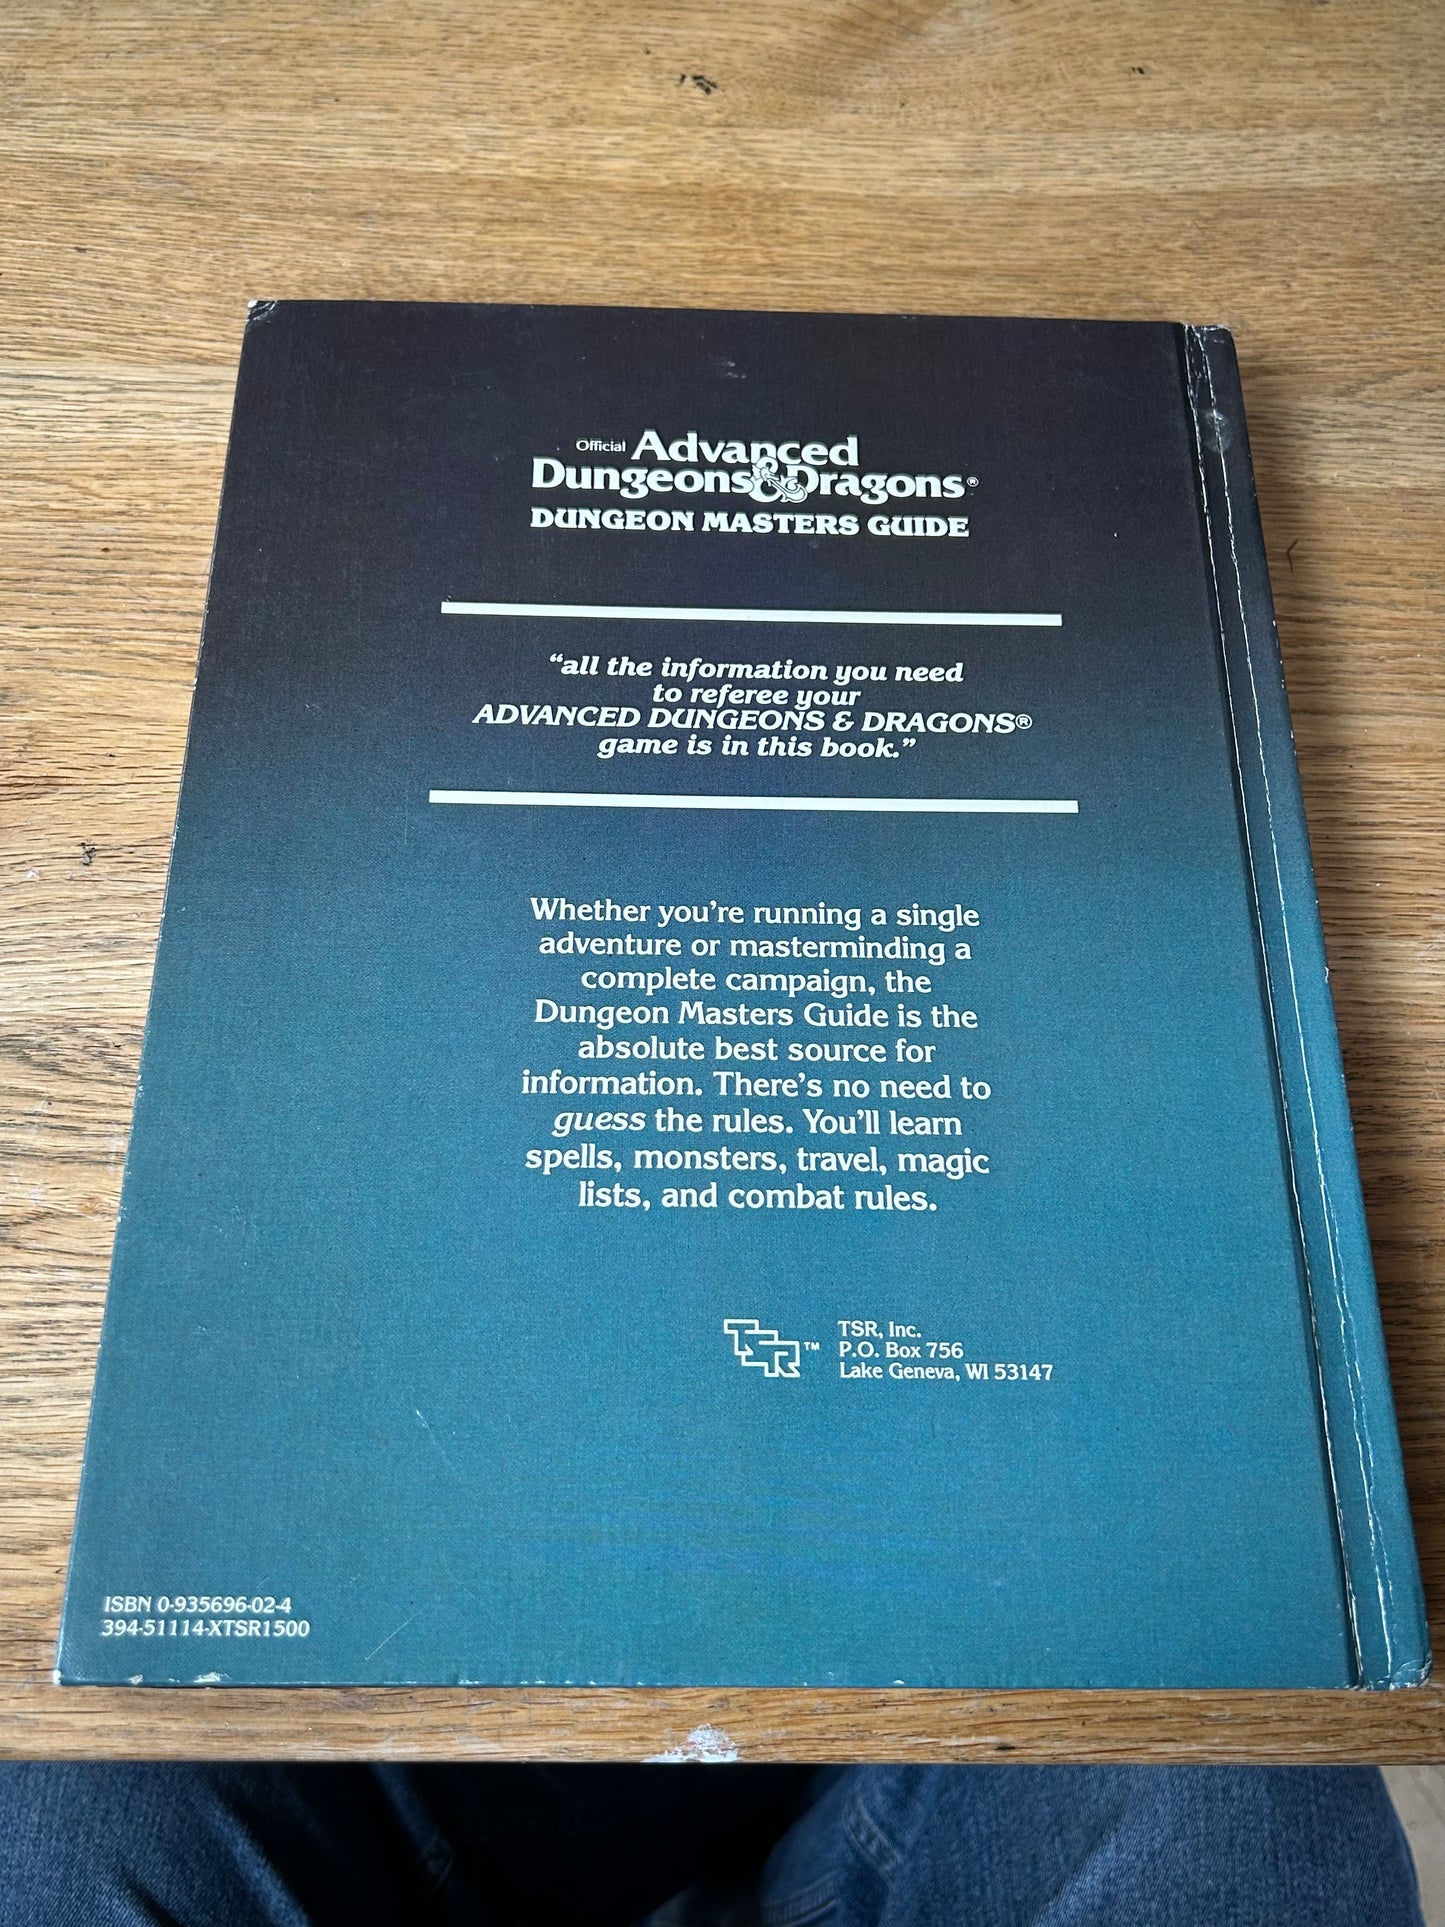 Official Advanced
Dungeons & Dragons®
DUNGEON MASTERS GUIDE
“all the information you need
to referee your
ADVANCED DUNGEONS & DRAGONS®
game is in this book.”
Whether you’re running a single
adventure or masterminding a
complete campaign, the
Dungeon Masters Guide is the
absolute best source for
information. There’s no need to
guess the rules. You’ll learn
spells, monsters, travel, magic
lists, and combat rules.
TSR™
TSR, Inc.
P.O. Box 756
Lake Geneva, WI 53147
ISBN 0-935696-02-4
394-51114-XTSR1500